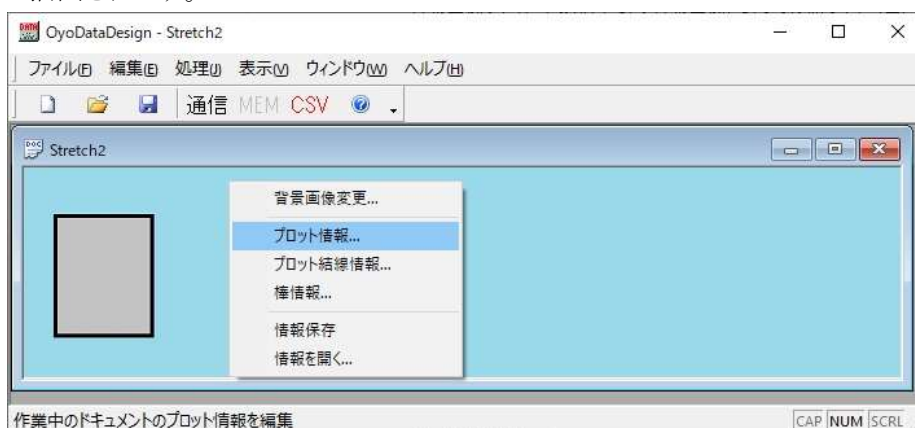 OyoDataDesign - Stretch2
ファイル(F) 編集(E) 処理(J) 表示(V) ウィンドウ(W) ヘルプ(H)
通信 MEM CSV
Stretch2
背景画像変更...
プロット情報...
プロット結線情報...
棒情報...
情報保存
情報を開く...
作業中のドキュメントのプロット情報を編集 CAP NUM SCRL